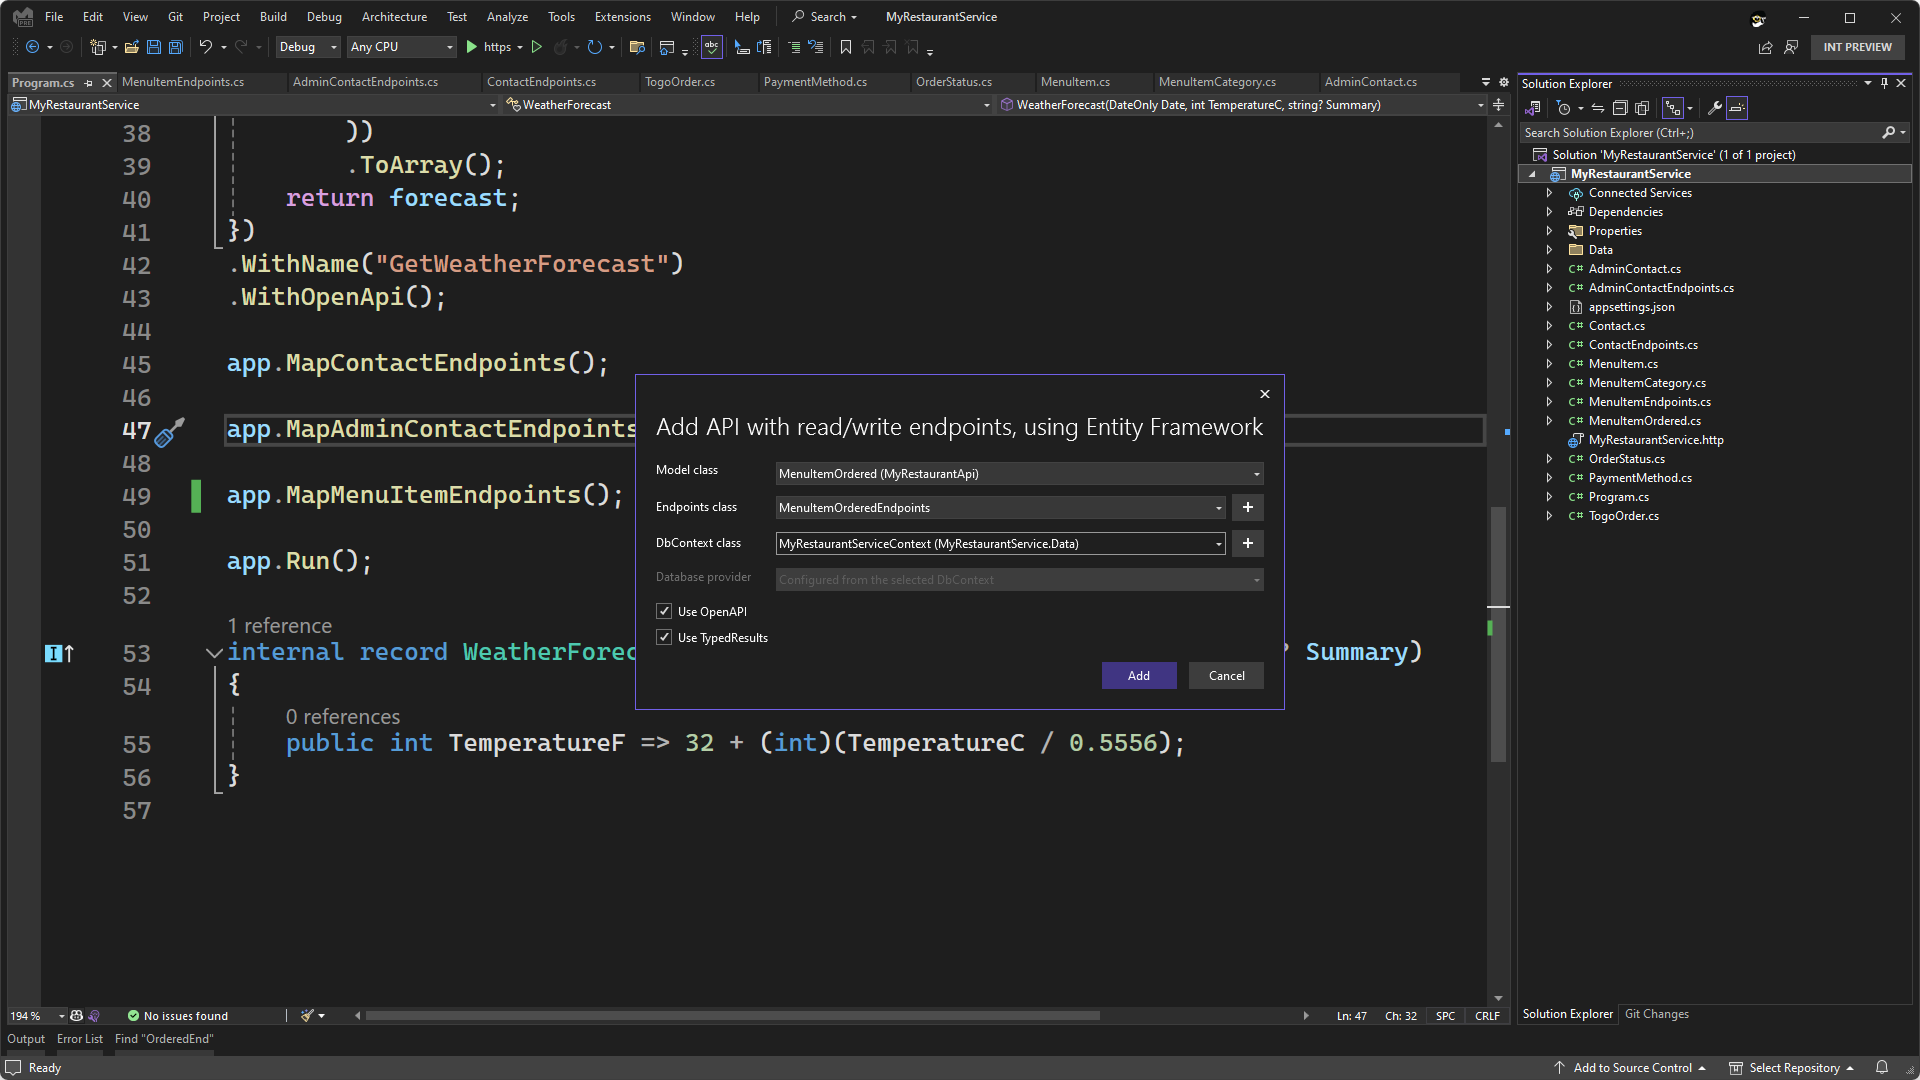 File Edit View Git Project Build Debug Architecture Test Analyze Tools Extensions Window Help Search MyRestaurantService
Debug Any CPU https INT PREVIEW
Program.cs MenuItemEndpoints.cs AdminContactEndpoints.cs ContactEndpoints.cs TogoOrder.cs PaymentMethod.cs OrderStatus.cs MenuItem.cs MenuItemCategory.cs AdminContact.cs
MyRestaurantService WeatherForecast WeatherForecast(DateOnly Date, int TemperatureC, string? Summary)
38 ))
39 .ToArray();
40 return forecast;
41 })
42 .WithName("GetWeatherForecast")
43 .WithOpenApi();
44
45 app.MapContactEndpoints();
46
47 app.MapAdminContactEndpoints
48
49 app.MapMenuItemEndpoints();
50
51 app.Run();
52
1 reference
53 internal record WeatherForec Summary)
54 {
0 references
55 public int TemperatureF => 32 + (int)(TemperatureC / 0.5556);
56 }
57
Add API with read/write endpoints, using Entity Framework
Model class MenuItemOrdered (MyRestaurantApi)
Endpoints class MenuItemOrderedEndpoints
DbContext class MyRestaurantServiceContext (MyRestaurantService.Data)
Database provider Configured from the selected DbContext
Use OpenAPI
Use TypedResults
Add Cancel
Solution Explorer
Search Solution Explorer (Ctrl+;)
Solution 'MyRestaurantService' (1 of 1 project)
MyRestaurantService
Connected Services
Dependencies
Properties
Data
C# AdminContact.cs
C# AdminContactEndpoints.cs
appsettings.json
C# Contact.cs
C# ContactEndpoints.cs
C# MenuItem.cs
C# MenuItemCategory.cs
C# MenuItemEndpoints.cs
C# MenuItemOrdered.cs
MyRestaurantService.http
C# OrderStatus.cs
C# PaymentMethod.cs
C# Program.cs
C# TogoOrder.cs
194 % No issues found Ln: 47 Ch: 32 SPC CRLF
Solution Explorer Git Changes
Output Error List Find "OrderedEnd"
Ready Add to Source Control Select Repository